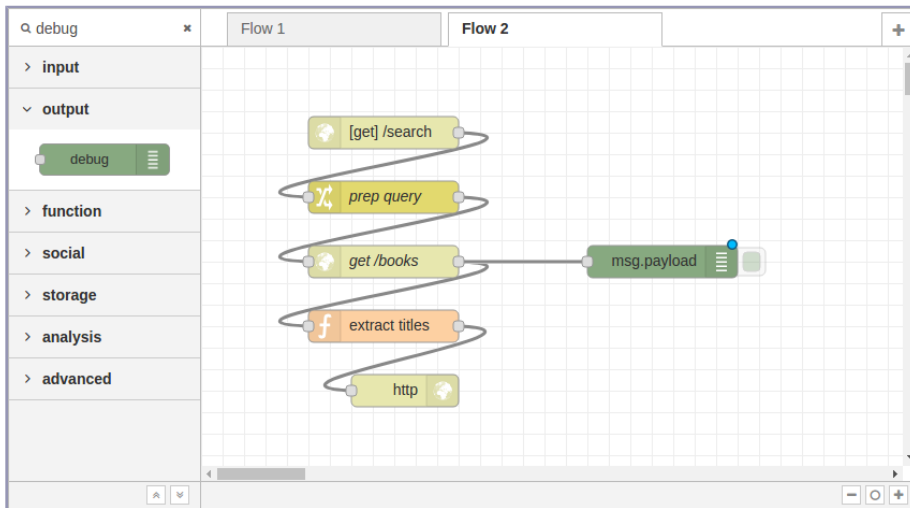 debug
input
output
debug
function
social
storage
analysis
advanced
Flow 1
Flow 2
[get] /search
prep query
get /books
msg.payload
extract titles
http